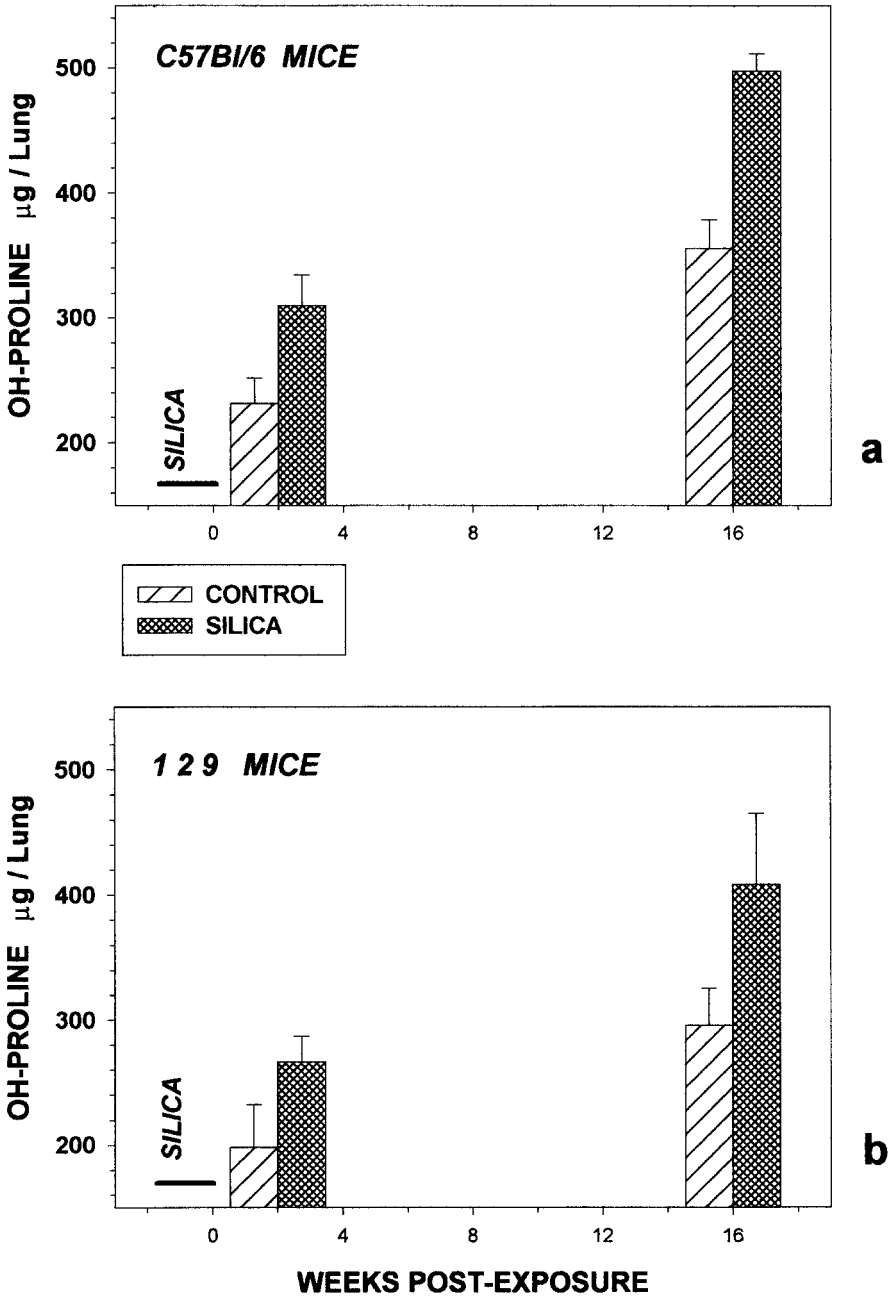 C57Bl/6 MICE
OH-PROLINE µg / Lung
500
400
300
200
SILICA
0 4 8 12 16
a
CONTROL
SILICA
1 2 9 MICE
OH-PROLINE µg / Lung
500
400
300
200
SILICA
0 4 8 12 16
b
WEEKS POST-EXPOSURE